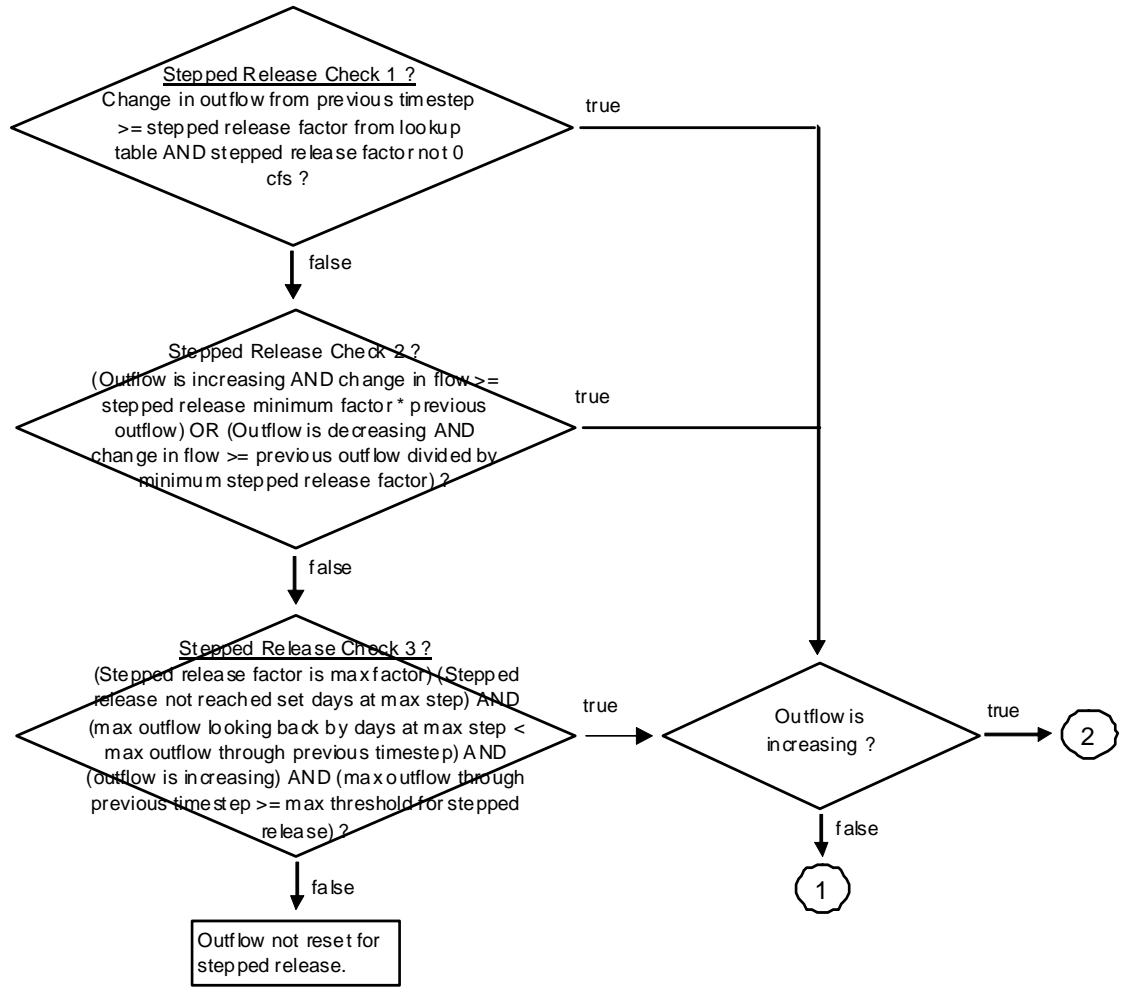 Stepped Release Check 1 ?
Change in outflow from previous timestep
>= stepped release factor from lookup
table AND stepped release factor not 0
cfs ?
true
false
Stepped Release Check 2 ?
(Outflow is increasing AND change in flow >=
stepped release minimum factor * previous
outflow) OR (Outflow is decreasing AND
change in flow >= previous outflow divided by
minimum stepped release factor) ?
true
false
Stepped Release Check 3 ?
(Stepped release factor is max factor) (Stepped
release not reached set days at max step) AND
(max outflow looking back by days at max step <
max outflow through previous timestep) AND
(outflow is increasing) AND (max outflow through
previous timestep >= max threshold for stepped
release) ?
true
Outflow is
increasing ?
true
2
false
1
false
Outflow not reset for
stepped release.